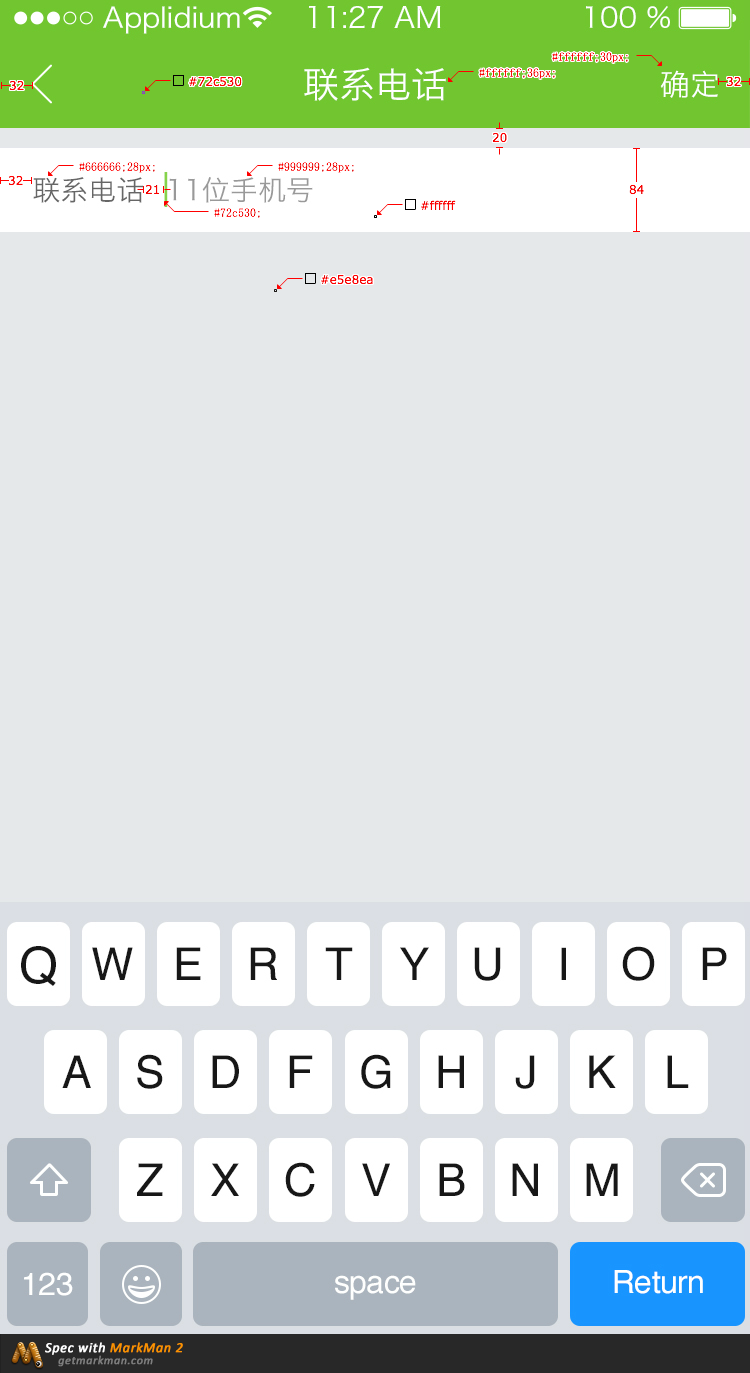 Applidium 11:27 AM 100 %
#ffffff;30px;
32 #72c530 联系电话 #ffffff;36px; 确定 32
20
#666666;28px; #999999;28px;
32 联系电话 21 11位手机号 84
#72c530; #ffffff
#e5e8ea
Q W E R T Y U I O P
A S D F G H J K L
Z X C V B N M
123 space Return
Spec with MarkMan 2
getmarkman.com